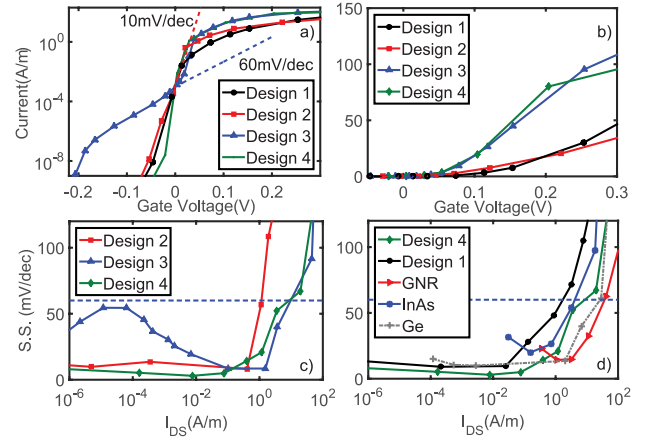 10mV/dec
a)
60mV/dec
10^0
10^-4
10^-8
Current(A/m)
Design 1
Design 2
Design 3
Design 4
-0.2
-0.1
0
0.1
0.2
Gate Voltage(V)
b)
150
100
50
0
Design 1
Design 2
Design 3
Design 4
0
0.1
0.2
0.3
Gate Voltage(V)
Design 2
Design 3
Design 4
100
50
0
S.S. (mV/dec)
c)
10^-6
10^-4
10^-2
10^0
10^2
I_DS(A/m)
Design 4
Design 1
GNR
InAs
Ge
100
50
0
d)
10^-6
10^-4
10^-2
10^0
10^2
I_DS(A/m)